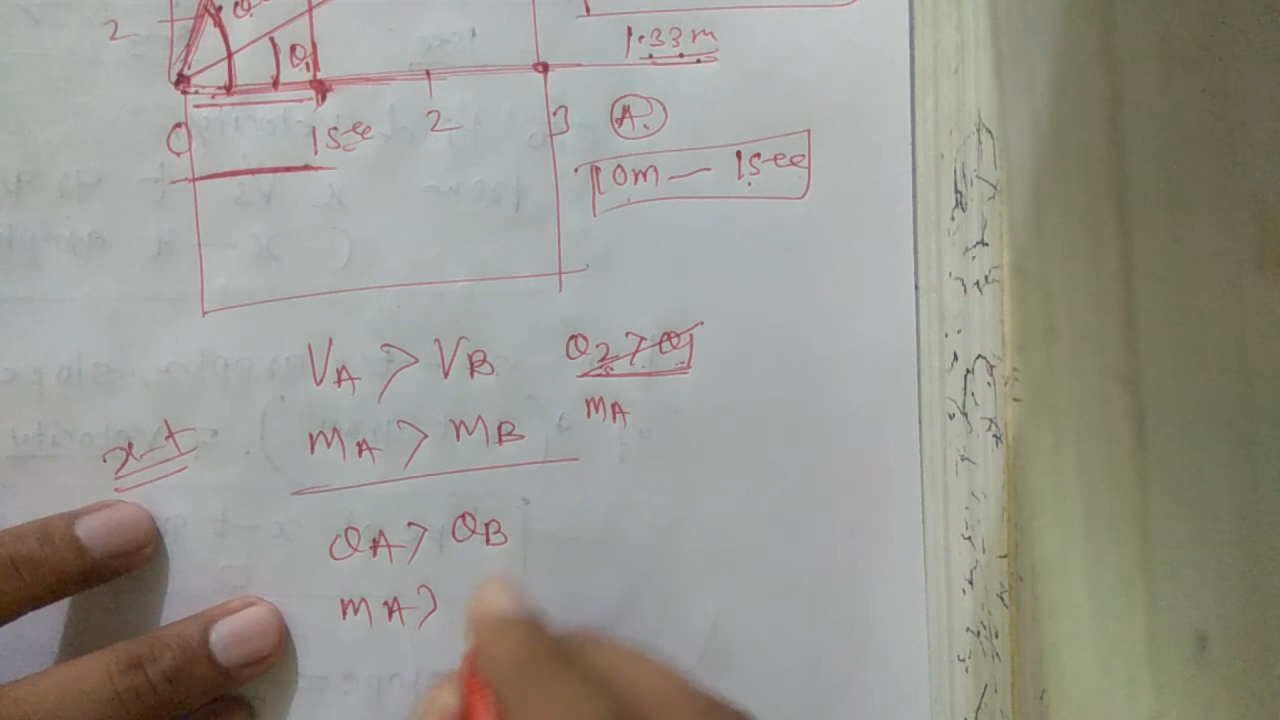 2
θ₁
1.33m
0 1sec 2 3
A.
10m — 1sec
VA > VB
θ2 > θ1
mA > mB
mA
x-t
θA > θB
mA >